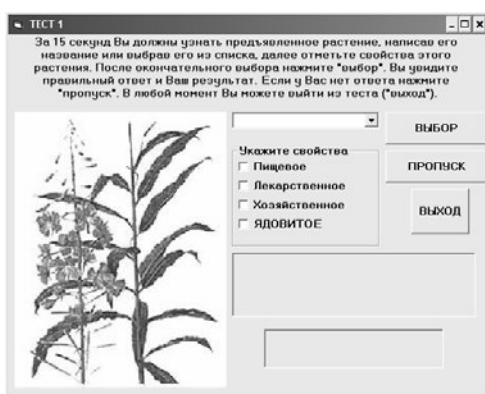 ТЕСТ 1
За 15 секунд Вы должны узнать предъявленное растение, написав его
название или выбрав его из списка, далее отметьте свойства этого
растения. После окончательного выбора нажмите "выбор". Вы увидите
правильный ответ и Ваш результат. Если у Вас нет ответа нажмите
"пропуск". В любой момент Вы можете выйти из теста ("выход").
ВЫБОР
Укажите свойства
Пищевое
Лекарственное
Хозяйственное
ЯДОВИТОЕ
ПРОПУСК
ВЫХОД